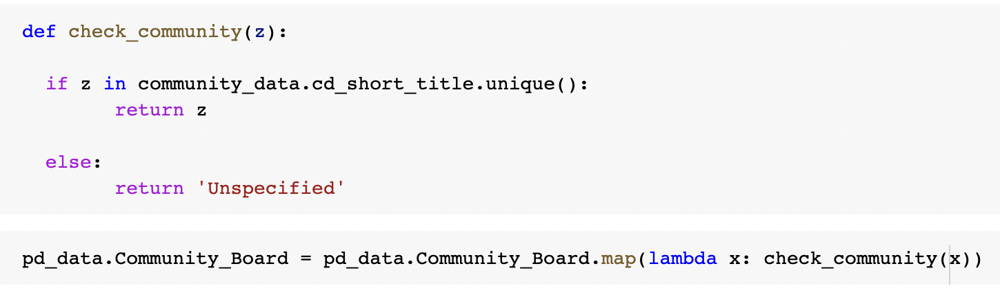 def check_community(z):
if z in community_data.cd_short_title.unique():
return z
else:
return 'Unspecified'
pd_data.Community_Board = pd_data.Community_Board.map(lambda x: check_community(x))